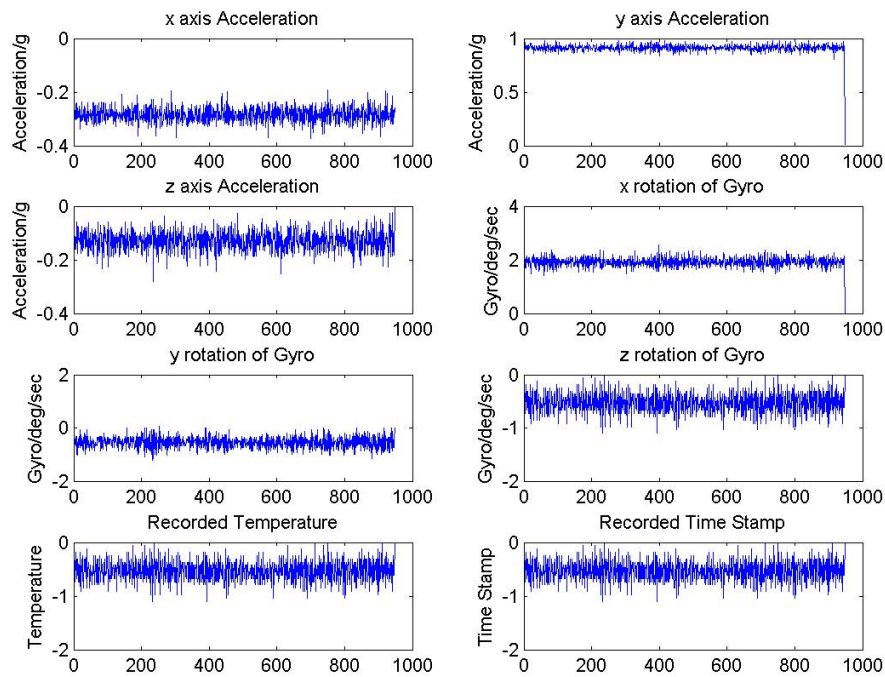 x axis Acceleration
0
-0.2
-0.4
Acceleration/g
0 200 400 600 800 1000
y axis Acceleration
1
0.5
0
Acceleration/g
0 200 400 600 800 1000
z axis Acceleration
0
-0.2
-0.4
Acceleration/g
0 200 400 600 800 1000
x rotation of Gyro
4
2
0
Gyro/deg/sec
0 200 400 600 800 1000
y rotation of Gyro
2
0
-2
Gyro/deg/sec
0 200 400 600 800 1000
z rotation of Gyro
0
-1
-2
Gyro/deg/sec
0 200 400 600 800 1000
Recorded Temperature
0
-1
-2
Temperature
0 200 400 600 800 1000
Recorded Time Stamp
0
-1
-2
Time Stamp
0 200 400 600 800 1000